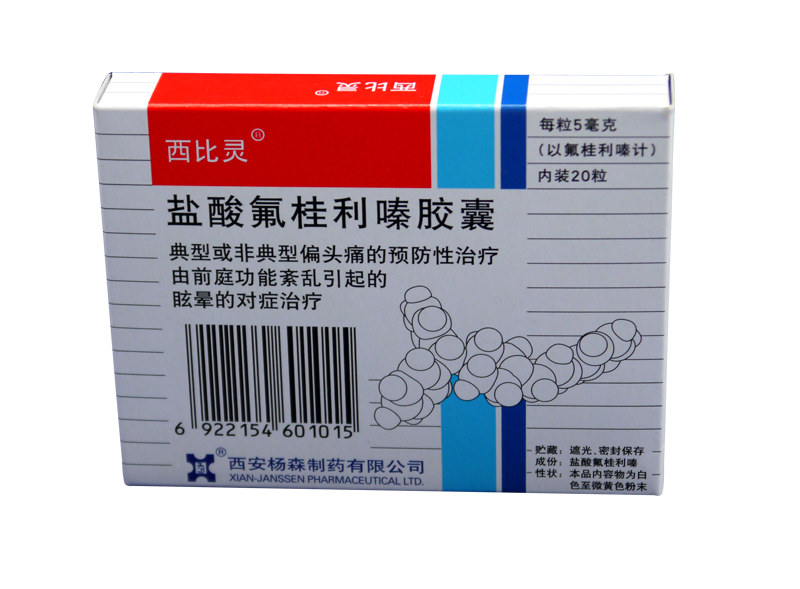 西比灵®
西比灵®
每粒5毫克
(以氟桂利嗪计)
内装20粒
盐酸氟桂利嗪胶囊
典型或非典型偏头痛的预防性治疗
由前庭功能紊乱引起的
眩晕的对症治疗
6 922154 601015
®
西安杨森制药有限公司
XIAN-JANSSEN PHARMACEUTICAL LTD.
贮藏：遮光、密封保存
成份：盐酸氟桂利嗪
性状：本品内容物为白
色至微黄色粉末